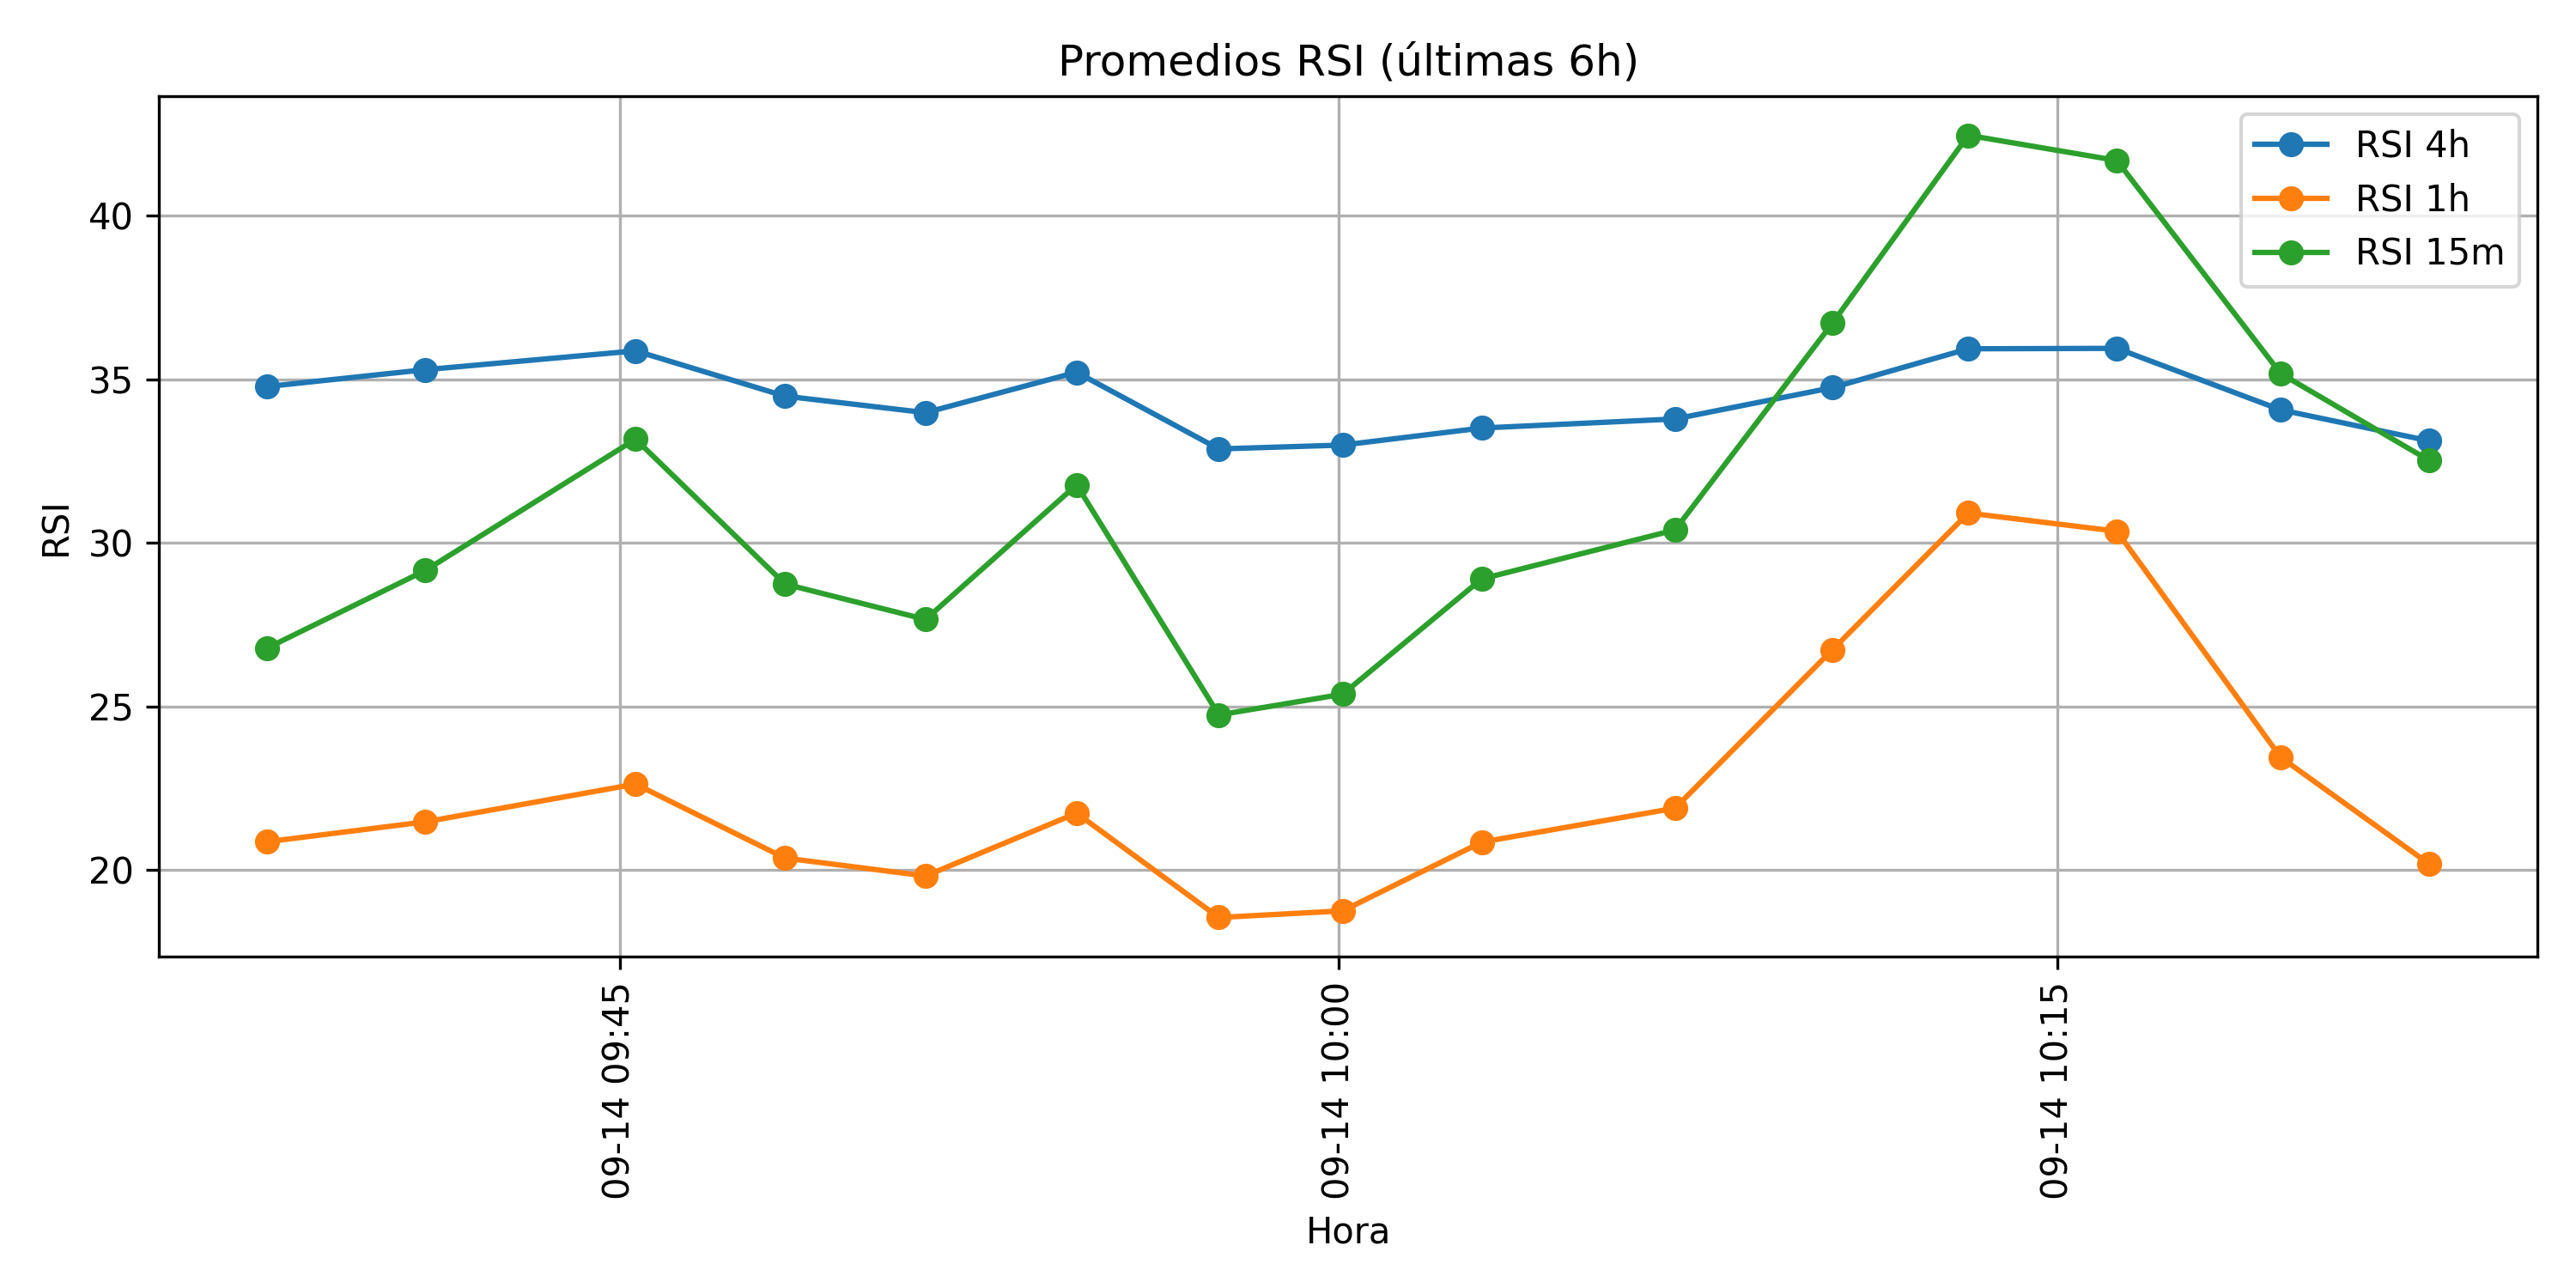 Promedios RSI (últimas 6h)
RSI 4h
RSI 1h
RSI 15m
RSI
40
35
30
25
20
09-14 09:45
09-14 10:00
09-14 10:15
Hora